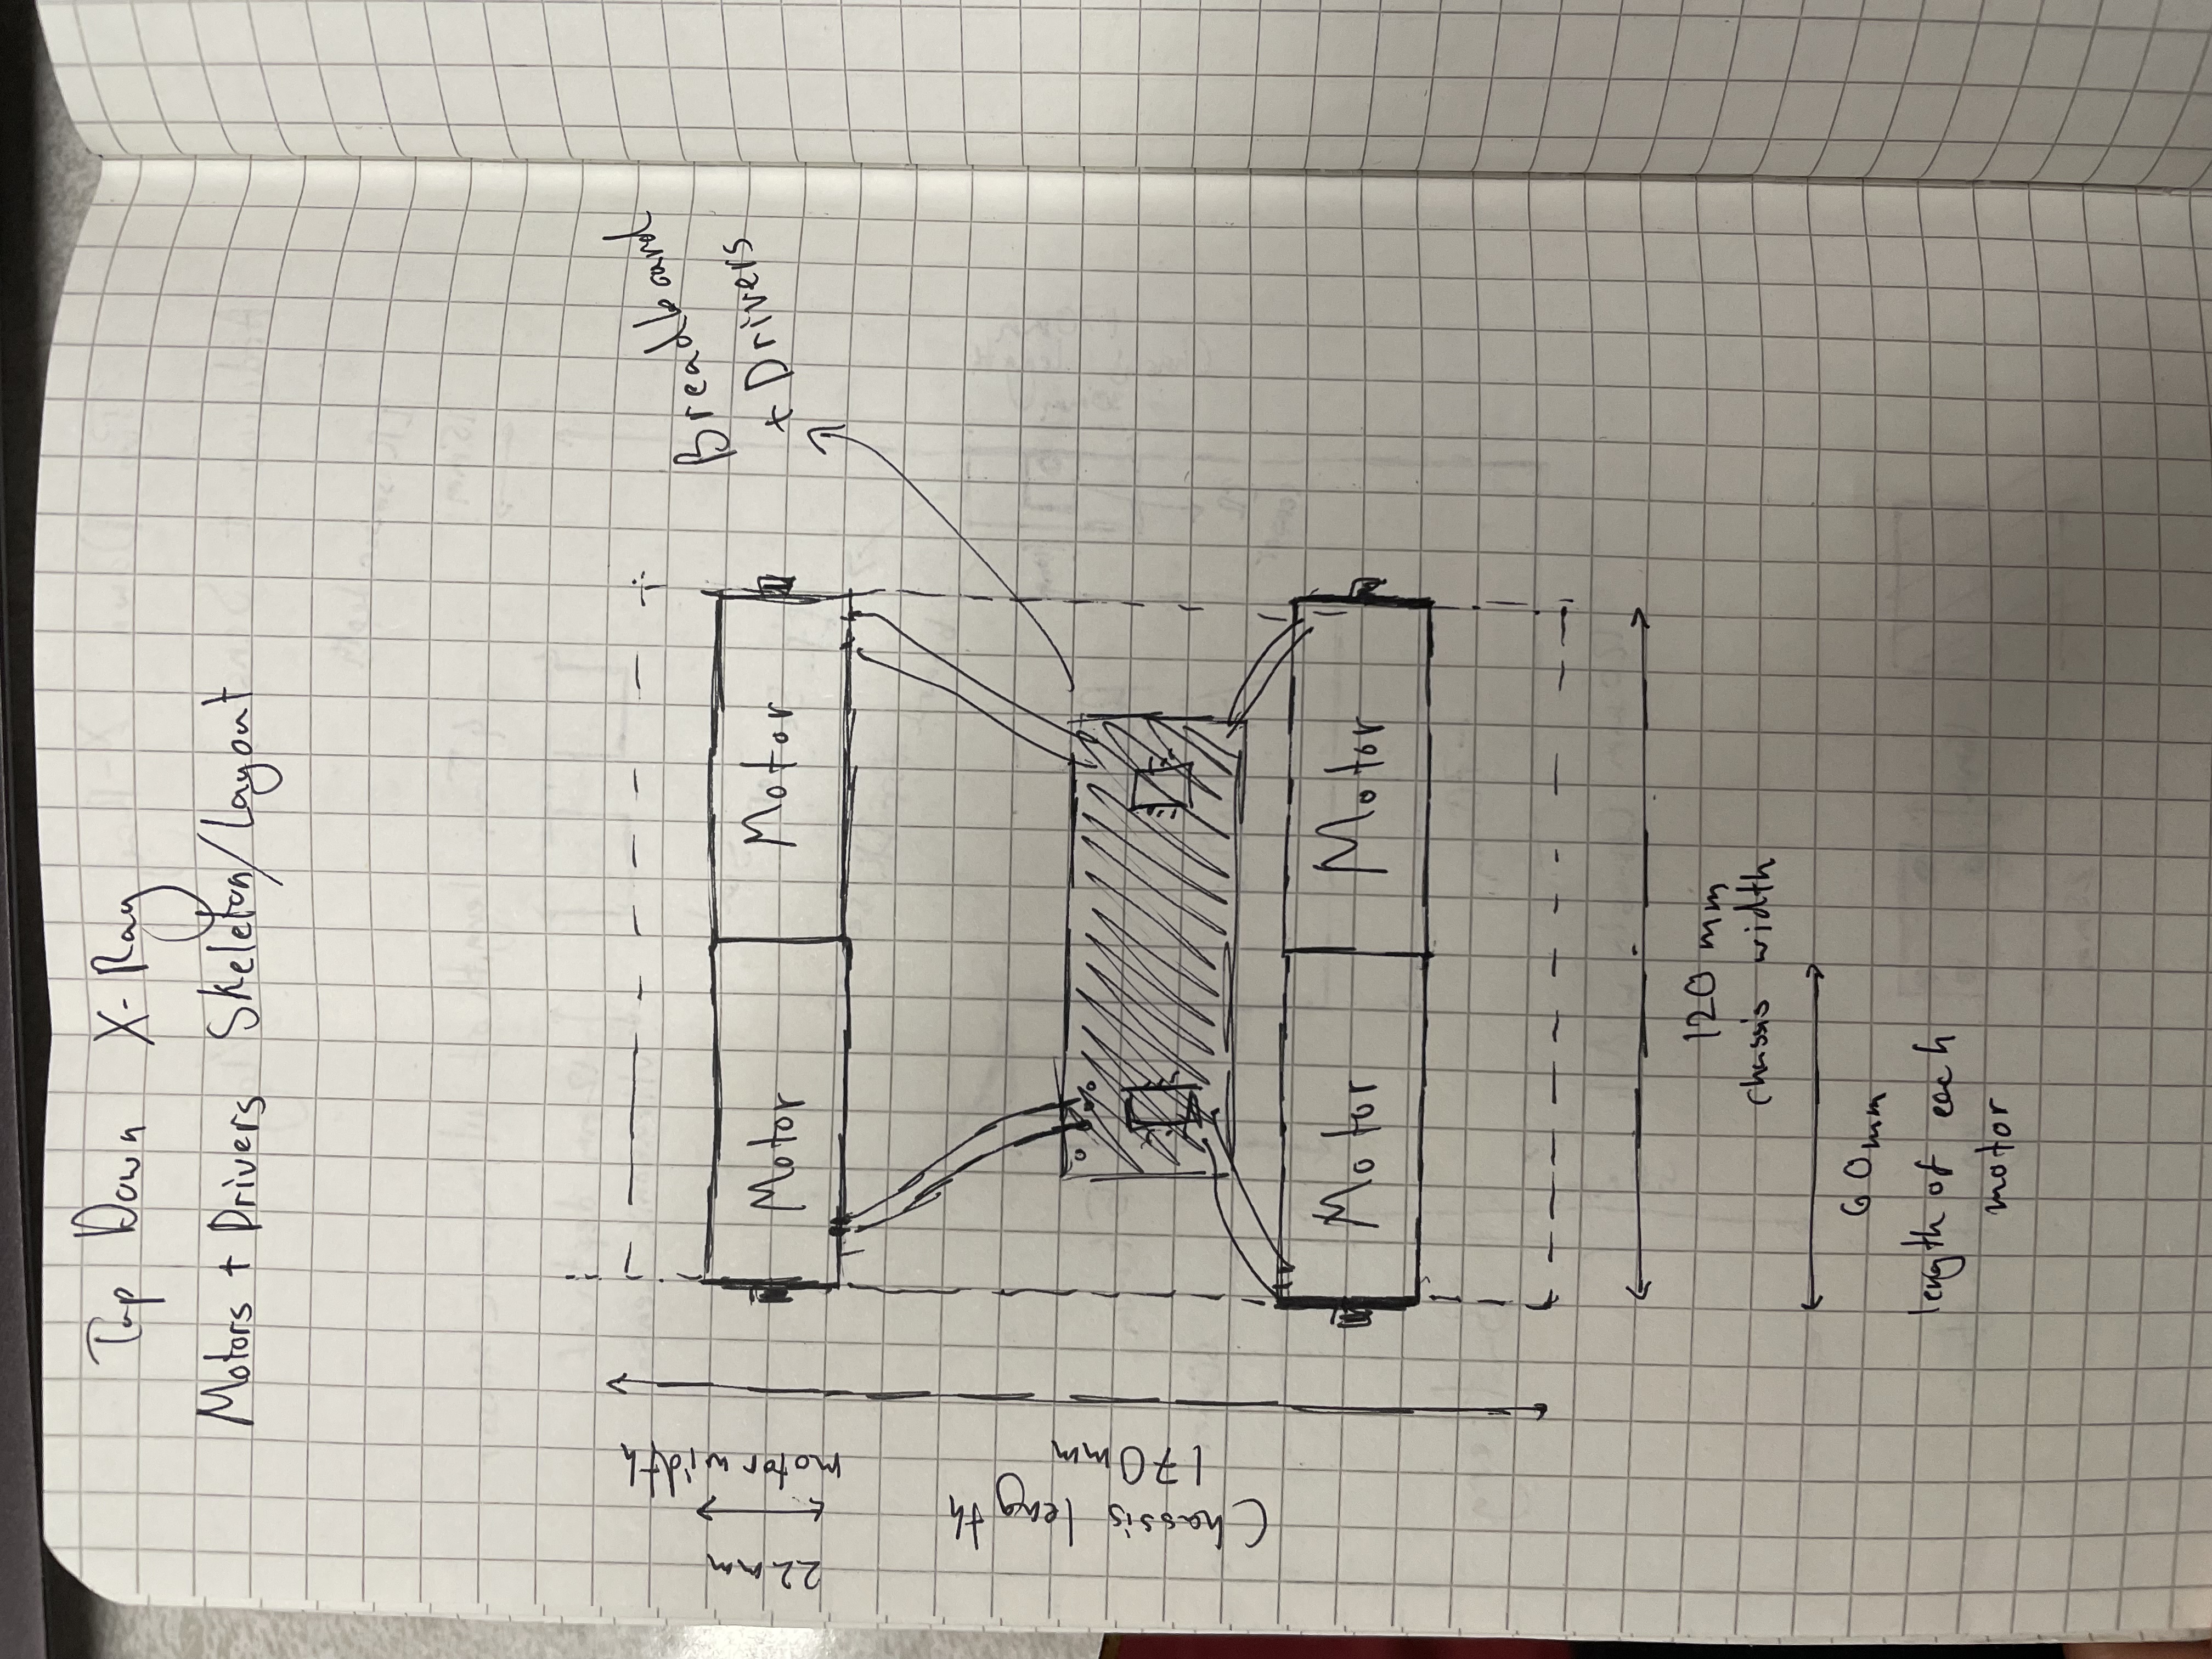 Top Down X-Ray
Motors + Drivers Skeleton/Layout
22mm
motor width
Breadboard
+ Drivers
Motor Motor
Chassis length
170mm
Motor Motor
120 mm
chassis width
60mm
length of each
motor